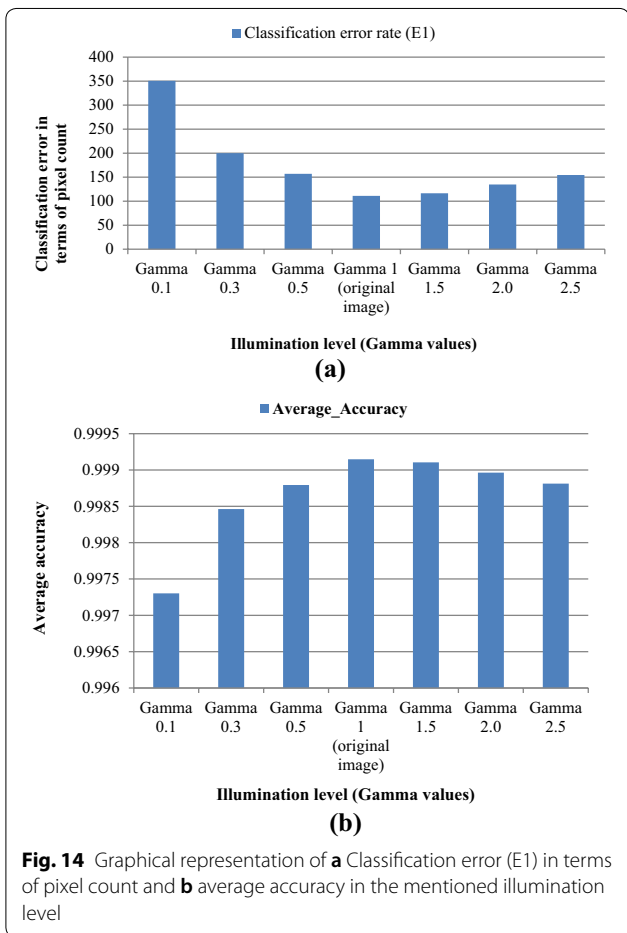 Classification error rate (E1)
400
350
300
250
200
150
100
50
0
Classification error in
terms of pixel count
Gamma 0.1
Gamma 0.3
Gamma 0.5
Gamma 1 (original image)
Gamma 1.5
Gamma 2.0
Gamma 2.5
Illumination level (Gamma values)
(a)
Average_Accuracy
0.9995
0.999
0.9985
0.998
0.9975
0.997
0.9965
0.996
Average accuracy
Gamma 0.1
Gamma 0.3
Gamma 0.5
Gamma 1 (original image)
Gamma 1.5
Gamma 2.0
Gamma 2.5
Illumination level (Gamma values)
(b)
Fig. 14 Graphical representation of a Classification error (E1) in terms
of pixel count and b average accuracy in the mentioned illumination
level